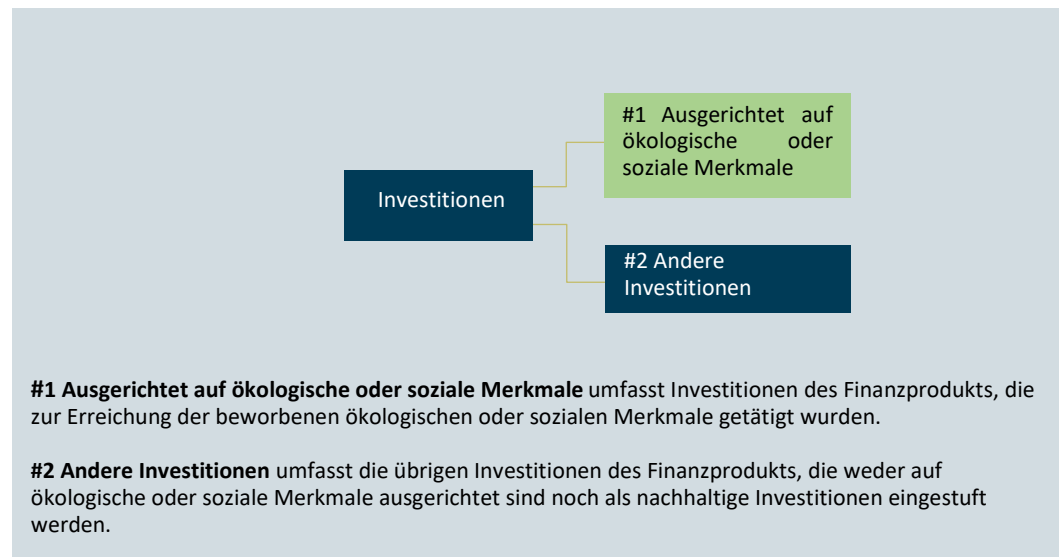 #1 Ausgerichtet auf
ökologische oder
soziale Merkmale
Investitionen
#2 Andere
Investitionen
#1 Ausgerichtet auf ökologische oder soziale Merkmale umfasst Investitionen des Finanzprodukts, die
zur Erreichung der beworbenen ökologischen oder sozialen Merkmale getätigt wurden.
#2 Andere Investitionen umfasst die übrigen Investitionen des Finanzprodukts, die weder auf
ökologische oder soziale Merkmale ausgerichtet sind noch als nachhaltige Investitionen eingestuft
werden.